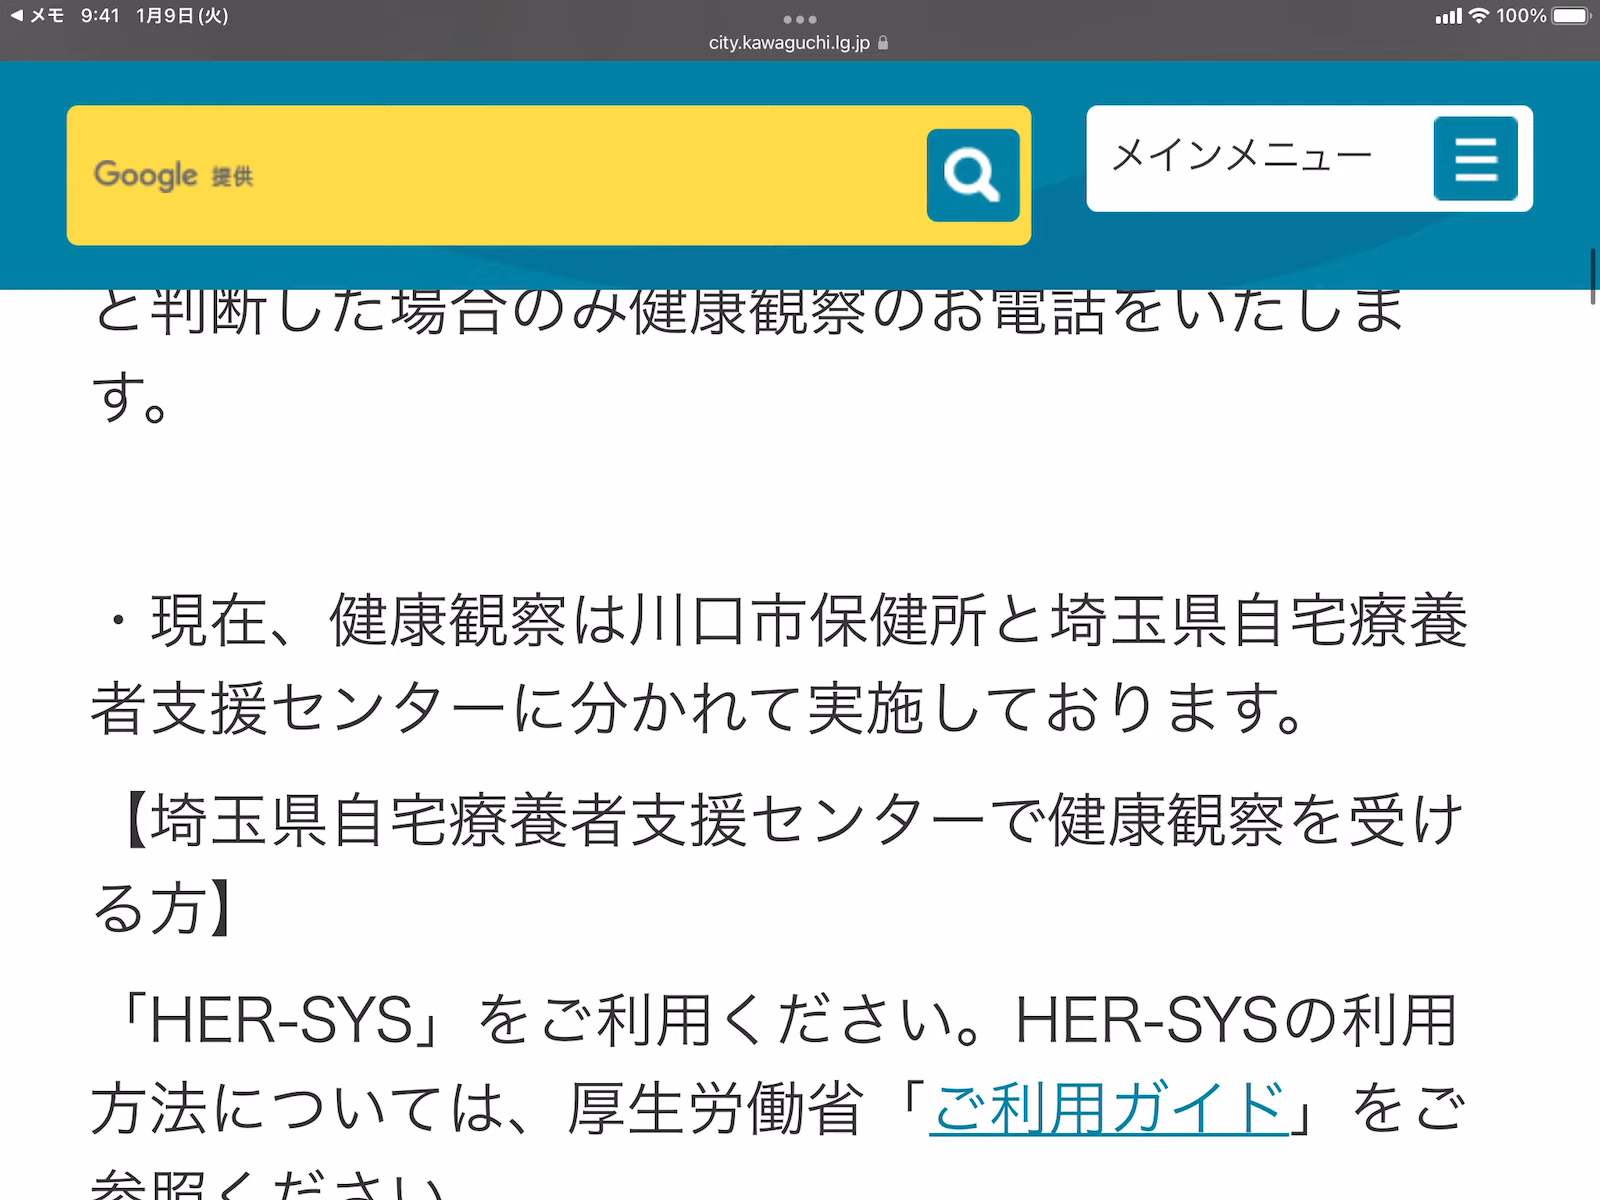 ◀ メモ 9:41 1月9日(火) 100%
city.kawaguchi.lg.jp
Google 提供
メインメニュー
と判断した場合のみ健康観察のお電話をいたしま
す。
・現在、健康観察は川口市保健所と埼玉県自宅療養
者支援センターに分かれて実施しております。
【埼玉県自宅療養者支援センターで健康観察を受け
る方】
「HER-SYS」をご利用ください。HER-SYSの利用
方法については、厚生労働省「ご利用ガイド」をご
参照ください